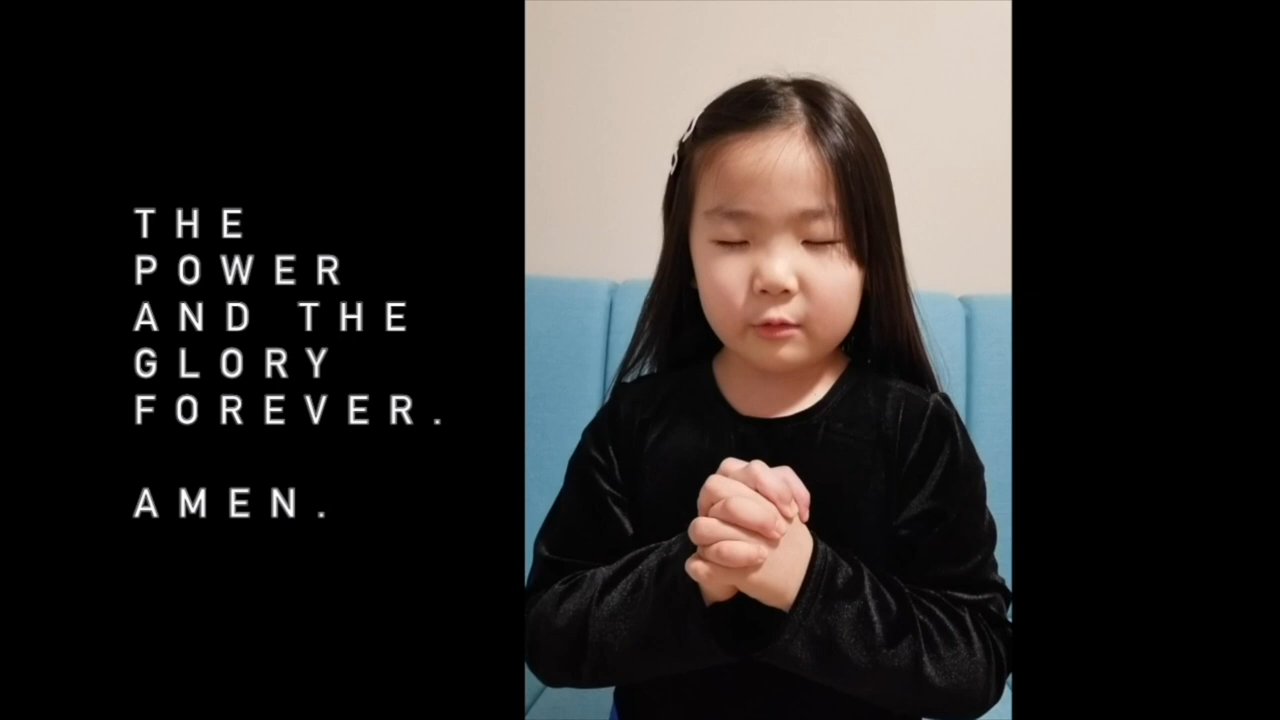 THE
POWER
AND THE
GLORY
FOREVER.
AMEN.